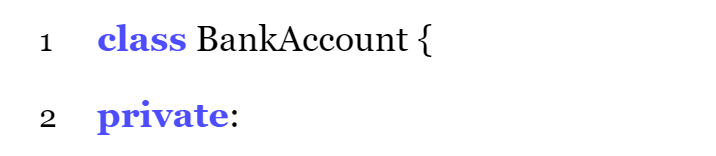 1 class BankAccount {
2 private: